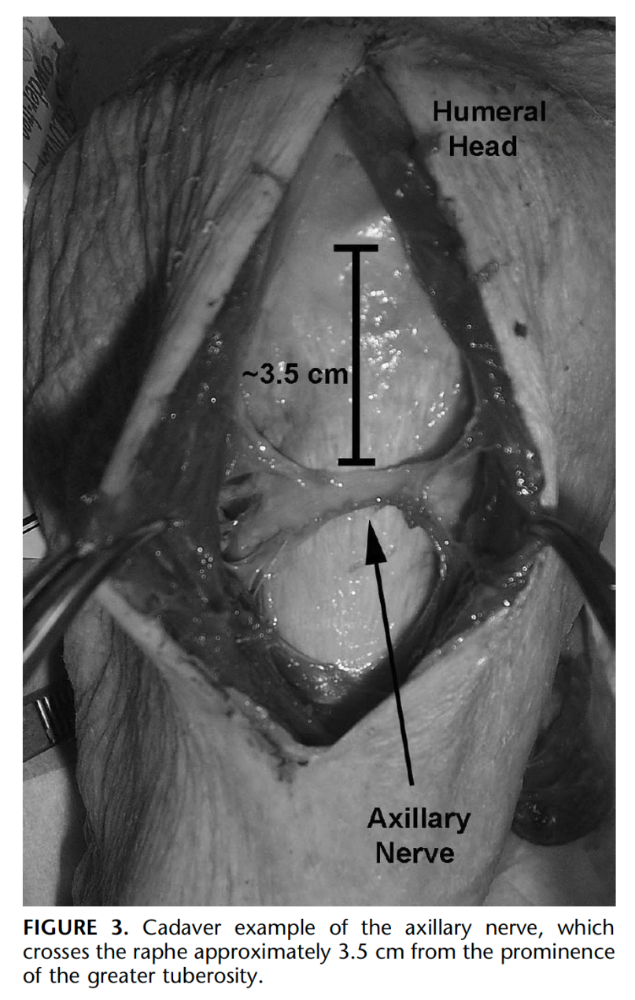 Humeral
Head
~3.5 cm
Axillary
Nerve
FIGURE 3. Cadaver example of the axillary nerve, which
crosses the raphe approximately 3.5 cm from the prominence
of the greater tuberosity.